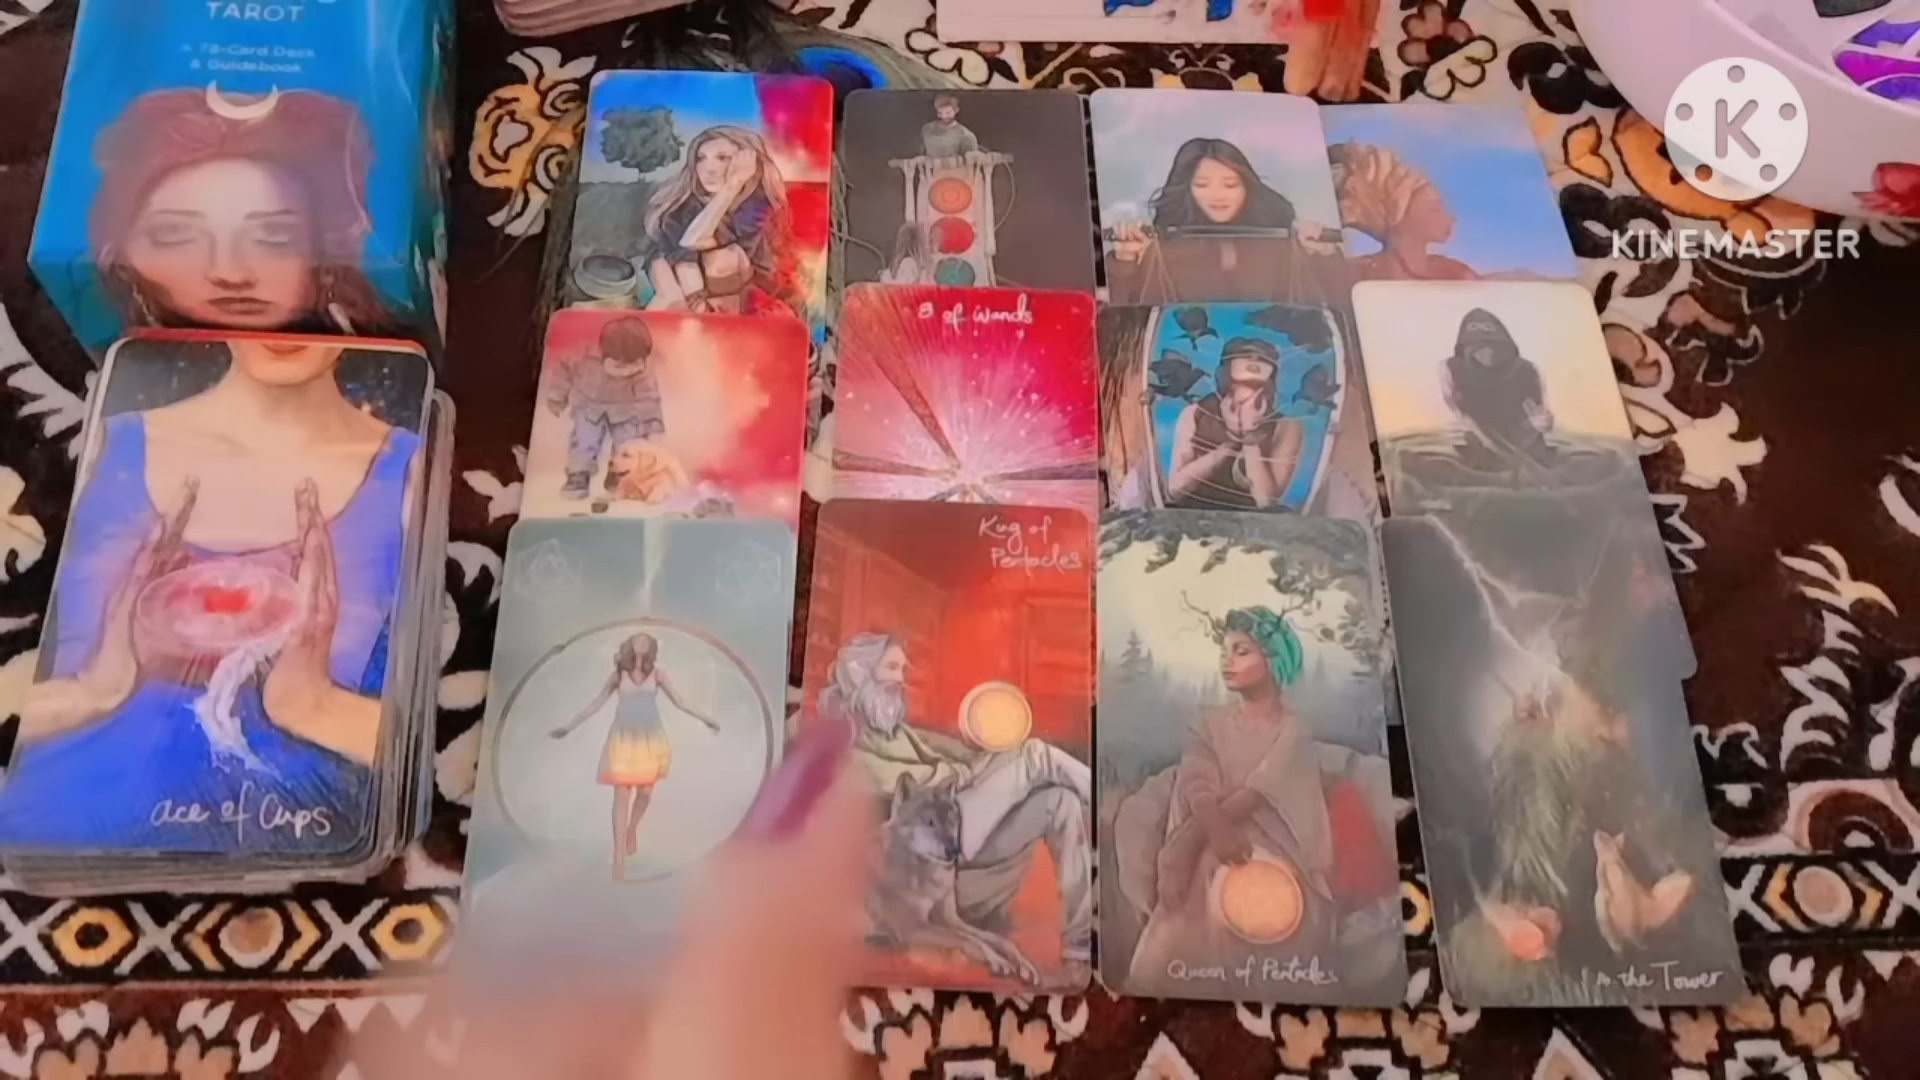 TAROT
A 78-Card Deck
& Guidebook
K
KINEMASTER
8 of Wands
King of
Pentacles
ace of Cups
Queen of Pentacles
the Tower